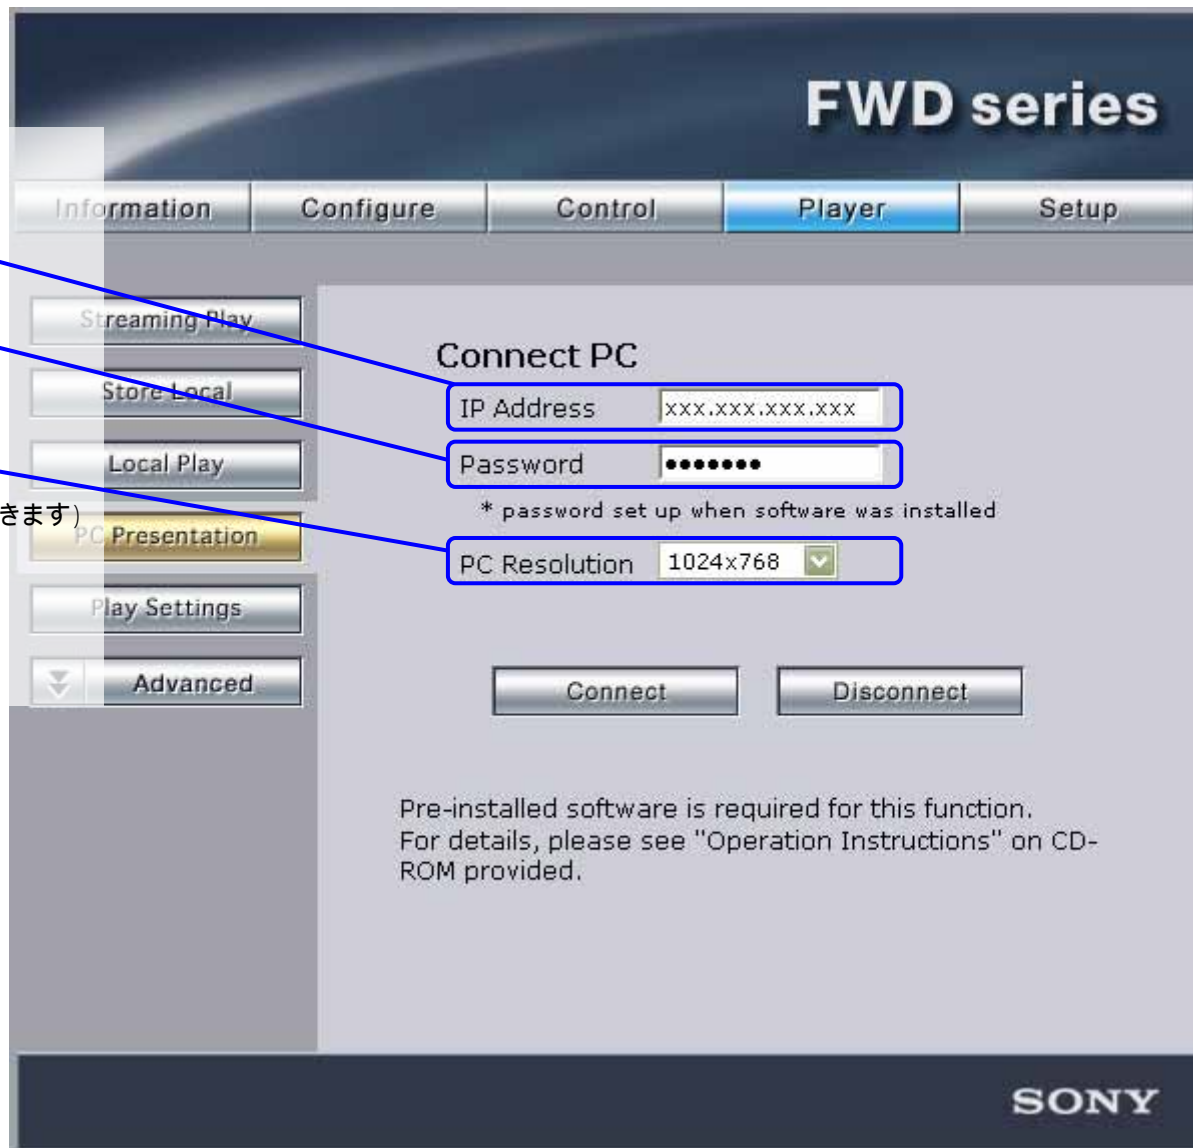 FWD series
Information
Configure
Control
Player
Setup
Streaming Play
Store Local
Local Play
きます)
PC Presentation
Play Settings
Advanced
Connect PC
IP Address
xxx.xxx.xxx.xxx
Password
•••••••
* password set up when software was installed
PC Resolution
1024x768
Connect
Disconnect
Pre-installed software is required for this function.
For details, please see "Operation Instructions" on CD-
ROM provided.
SONY